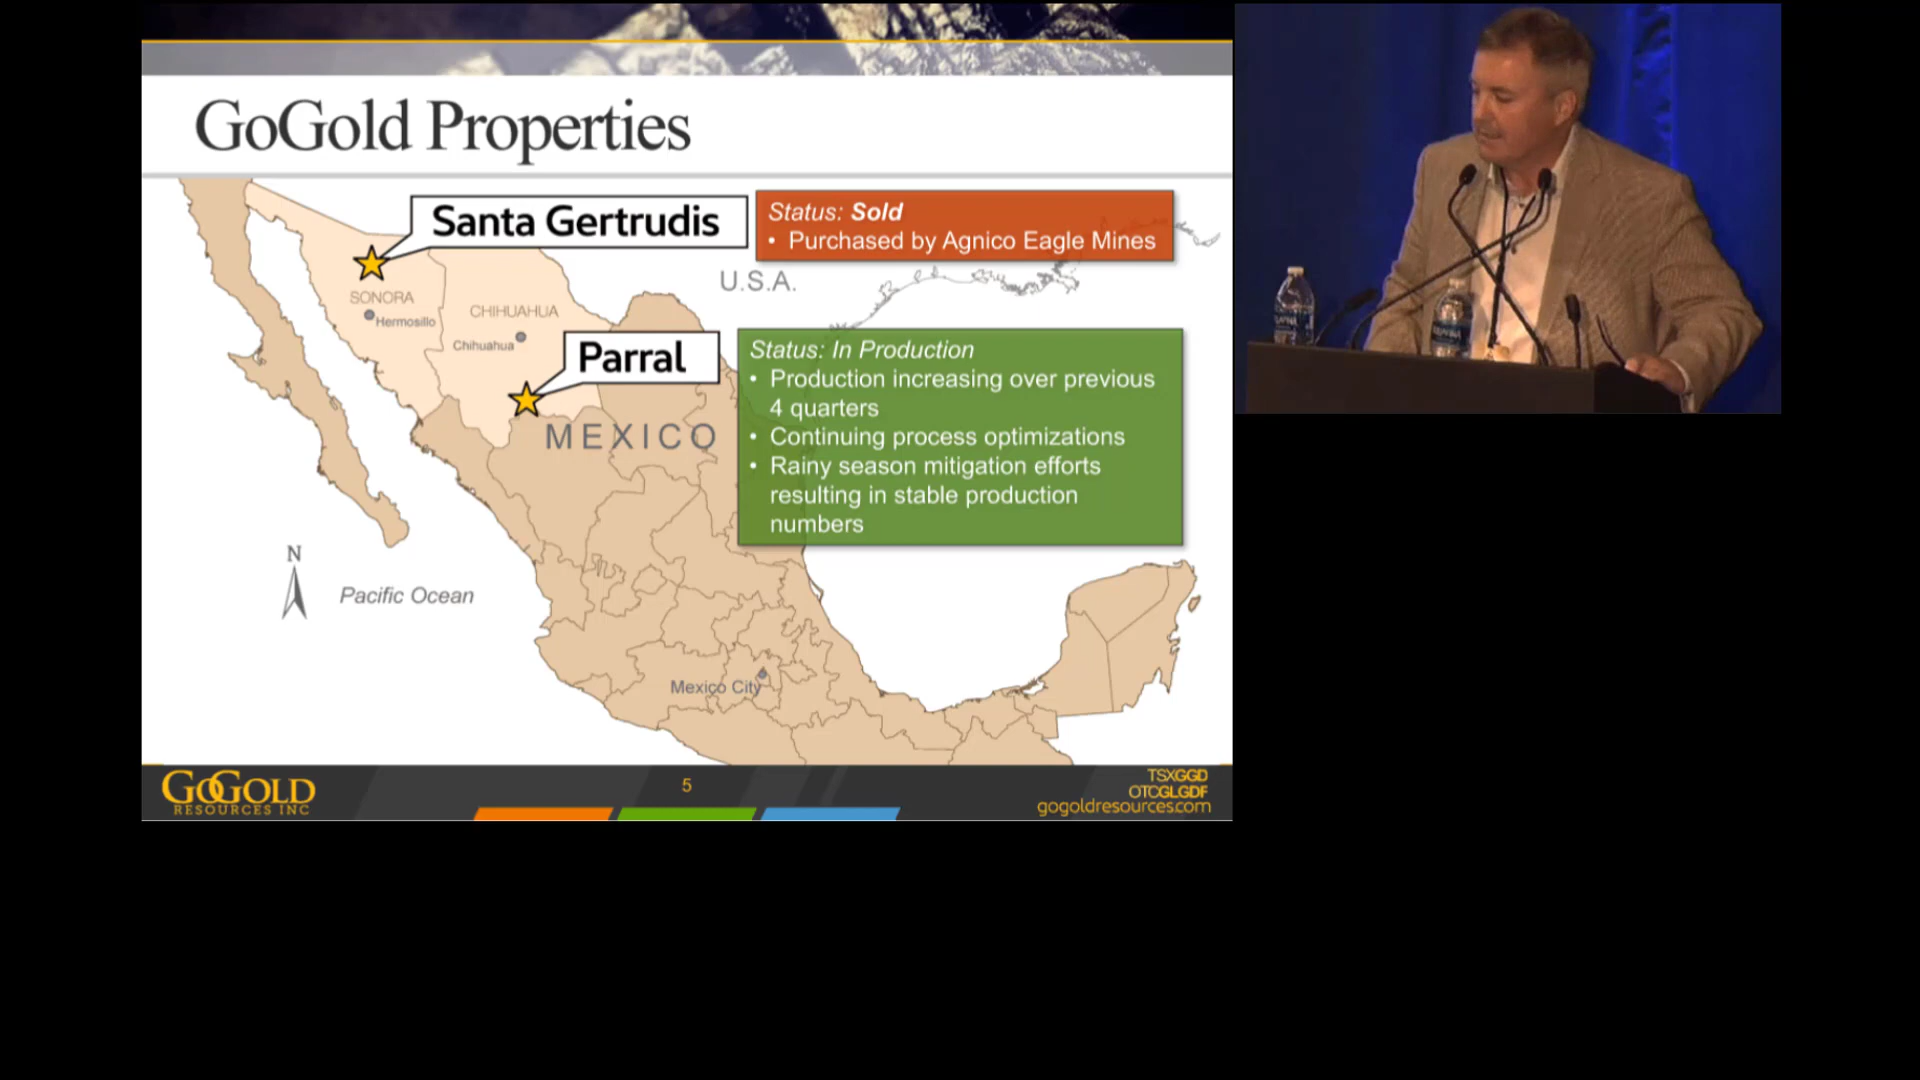 GoGold Properties
Santa Gertrudis
Status: Sold
• Purchased by Agnico Eagle Mines
U.S.A.
SONORA
Hermosillo
CHIHUAHUA
Chihuahua
Parral
Status: In Production
• Production increasing over previous
4 quarters
• Continuing process optimizations
• Rainy season mitigation efforts
resulting in stable production
numbers
MEXICO
N
Pacific Ocean
Mexico City
GOGOLD
RESOURCES INC
5
TSX:GGD
OTC:GLGDF
gogoldresources.com